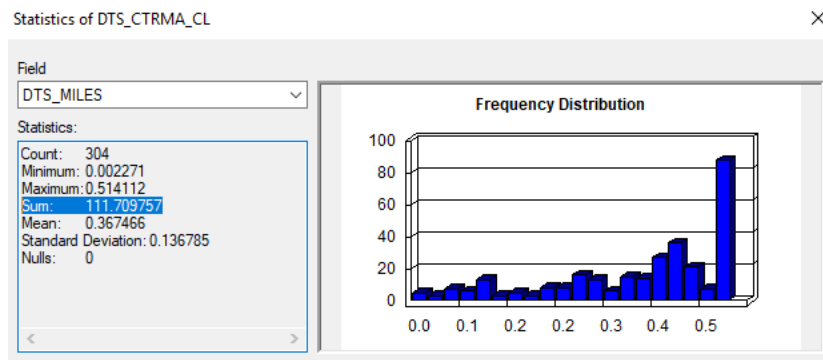 Statistics of DTS_CTRMA_CL
Field
DTS_MILES
Statistics:
Count: 304
Minimum: 0.002271
Maximum: 0.514112
Sum: 111.709757
Mean: 0.367466
Standard Deviation: 0.136785
Nulls: 0
Frequency Distribution
100
80
60
40
20
0
0.0 0.1 0.2 0.2 0.3 0.4 0.5